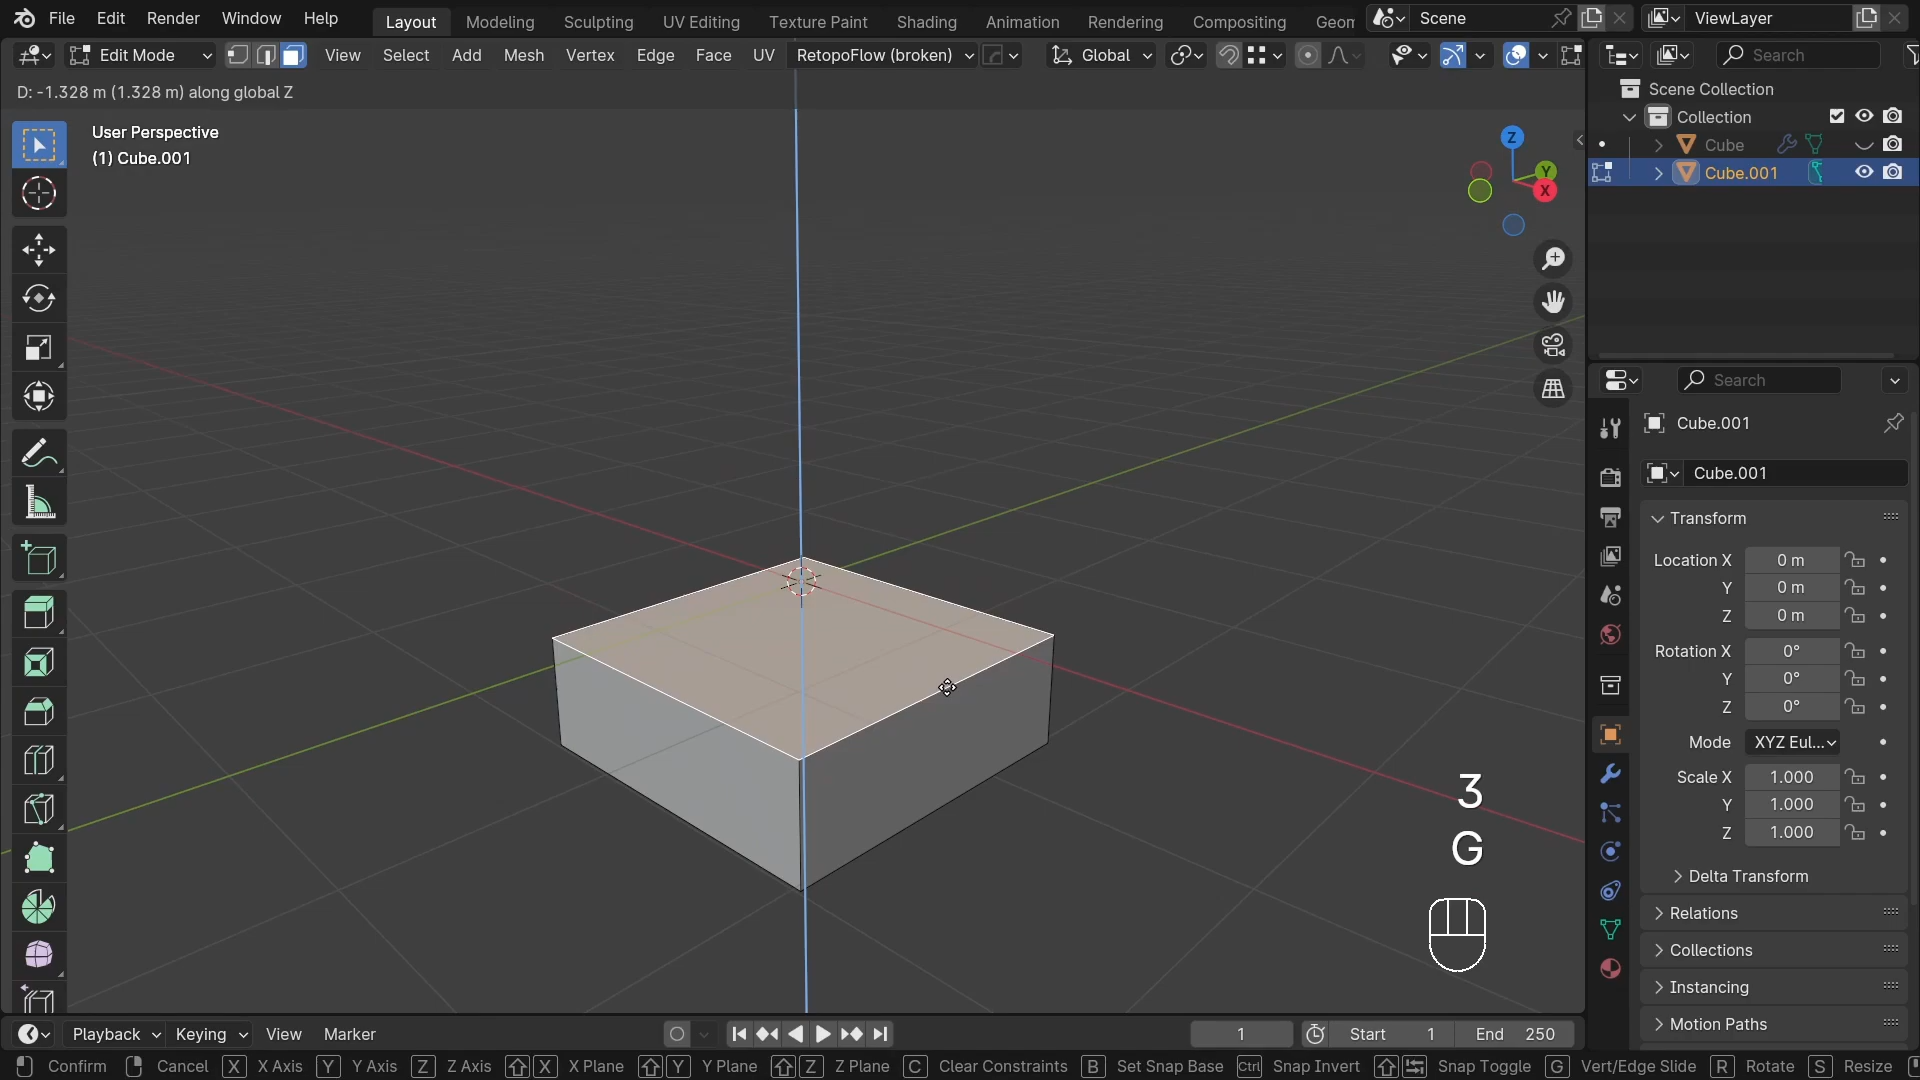 File Edit Render Window Help Layout Modeling Sculpting UV Editing Texture Paint Shading Animation Rendering Compositing Geom Scene ViewLayer
Edit Mode View Select Add Mesh Vertex Edge Face UV RetopoFlow (broken) Global Search
D: -1.328 m (1.328 m) along global Z
User Perspective
(1) Cube.001
Z
Y
X
Scene Collection
Collection
Cube
Cube.001
Search
Cube.001
Cube.001
Transform
Location X 0 m
Y 0 m
Z 0 m
Rotation X 0°
Y 0°
Z 0°
Mode XYZ Eul...
Scale X 1.000
Y 1.000
Z 1.000
Delta Transform
Relations
Collections
Instancing
Motion Paths
3
G
Playback Keying View Marker 1 Start 1 End 250
Confirm Cancel X X Axis Y Y Axis Z Z Axis X X Plane Y Y Plane Z Z Plane C Clear Constraints B Set Snap Base Ctrl Snap Invert Snap Toggle G Vert/Edge Slide R Rotate S Resize